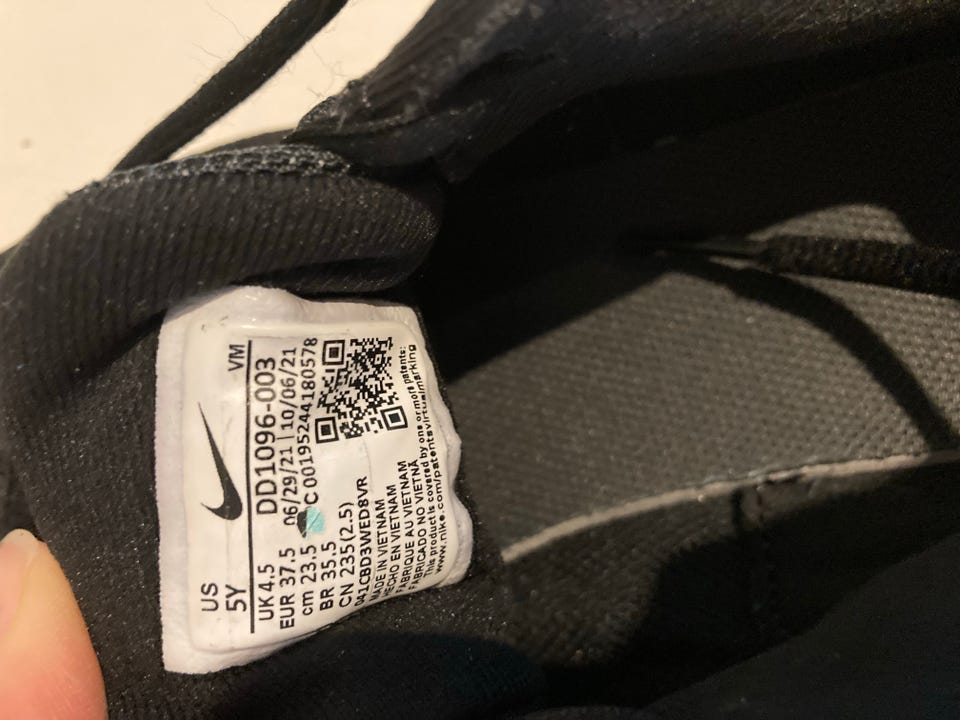 US
5Y VM
UK 4.5 DD1096-003
EUR 37.5 06/29/21 | 10/06/21
cm 23.5 C 00195244180578
BR 35.5
CN 235(2.5)
041CBD3WED8VR
MADE IN VIETNAM
HECHO EN VIETNAM
FABRIQUE AU VIETNAM
FABRICADO NO VIETNÃ
This product is covered by one or more patents:
www.nike.com/patentsvirtualmarking